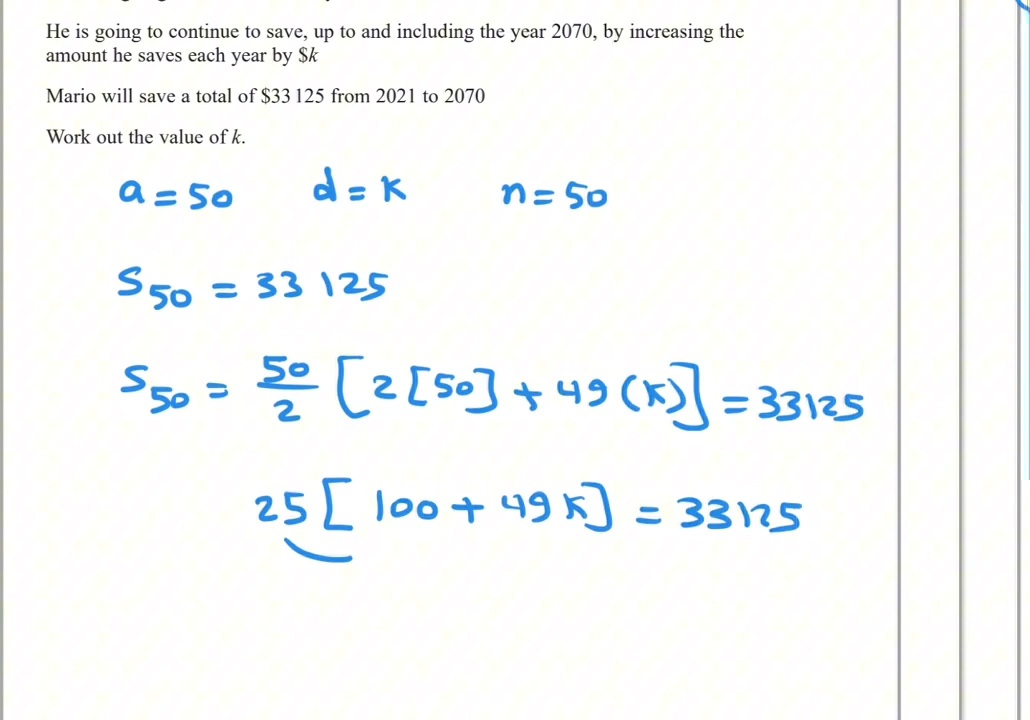 He is going to continue to save, up to and including the year 2070, by increasing the
amount he saves each year by $k
Mario will save a total of $33 125 from 2021 to 2070
Work out the value of k.
a = 50 d = K n = 50
S50 = 33 125
S50 = 50/2 [2[50] + 49(K)] = 33125
25[100 + 49K] = 33125